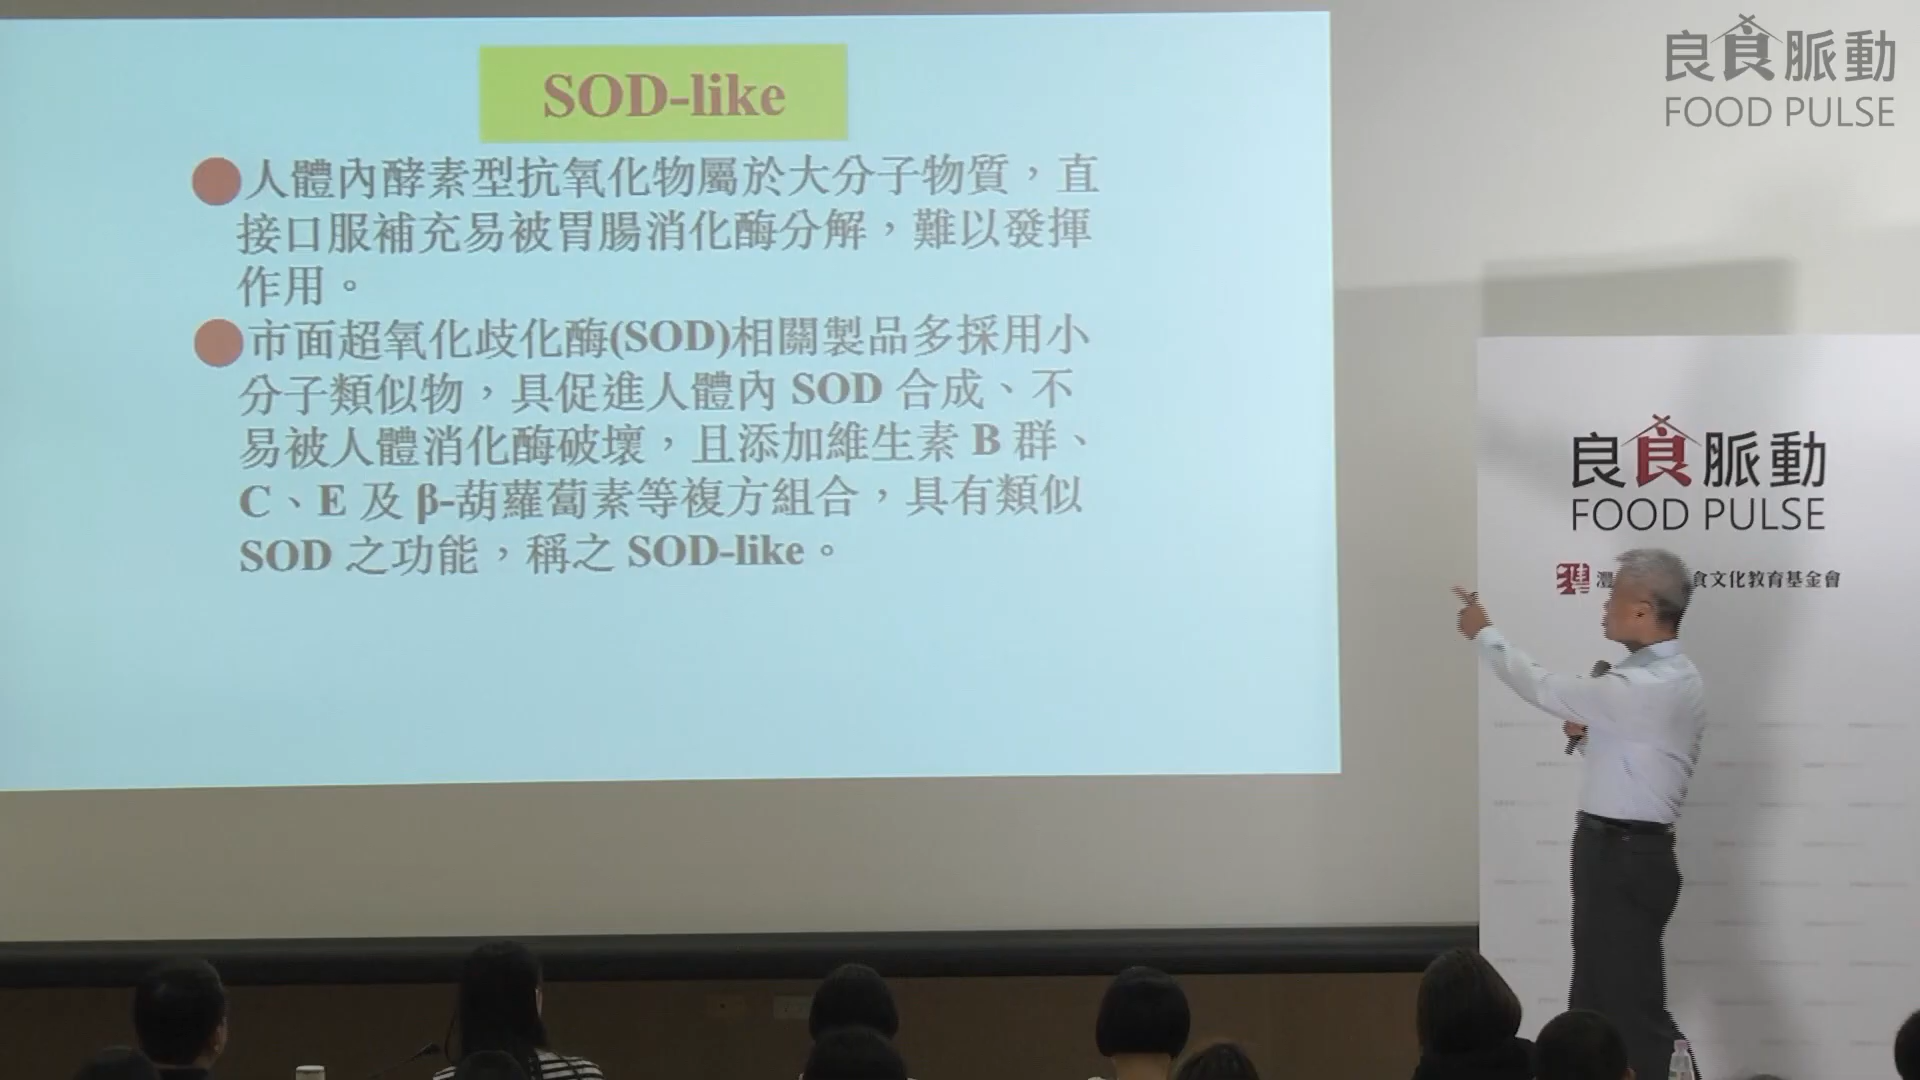 SOD-like
●人體內酵素型抗氧化物屬於大分子物質，直
接口服補充易被胃腸消化酶分解，難以發揮
作用。
●市面超氧化歧化酶(SOD)相關製品多採用小
分子類似物，具促進人體內 SOD 合成、不
易被人體消化酶破壞，且添加維生素 B 群、
C、E 及 β-葫蘿蔔素等複方組合，具有類似
SOD 之功能，稱之 SOD-like。
良食脈動
FOOD PULSE
良食脈動
FOOD PULSE
灃 食文化教育基金會